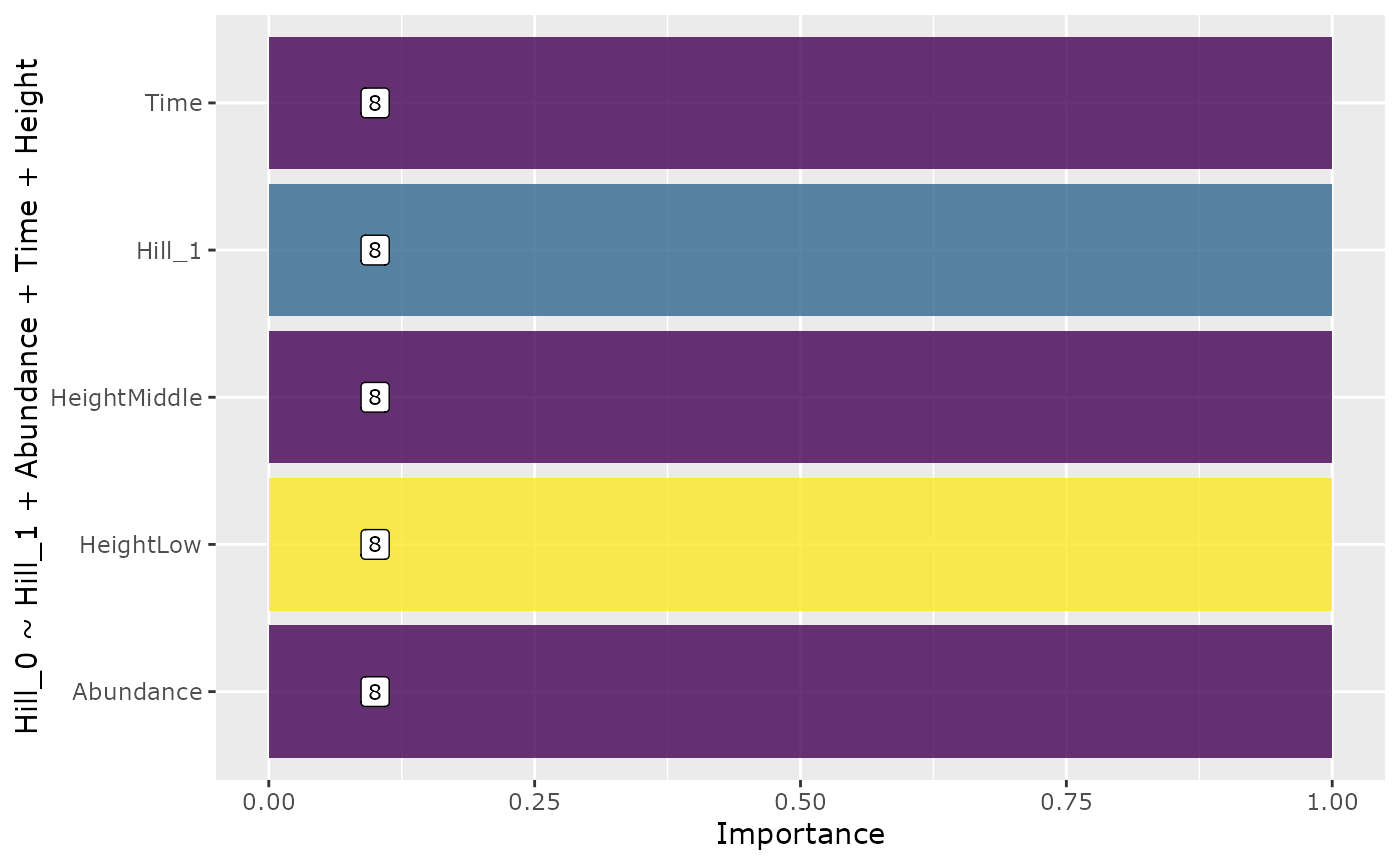 Hill_0 ~ Hill_1 + Abundance + Time + Height
Time
8
Hill_1
8
HeightMiddle
8
HeightLow
8
Abundance
8
0.00 0.25 0.50 0.75 1.00
Importance